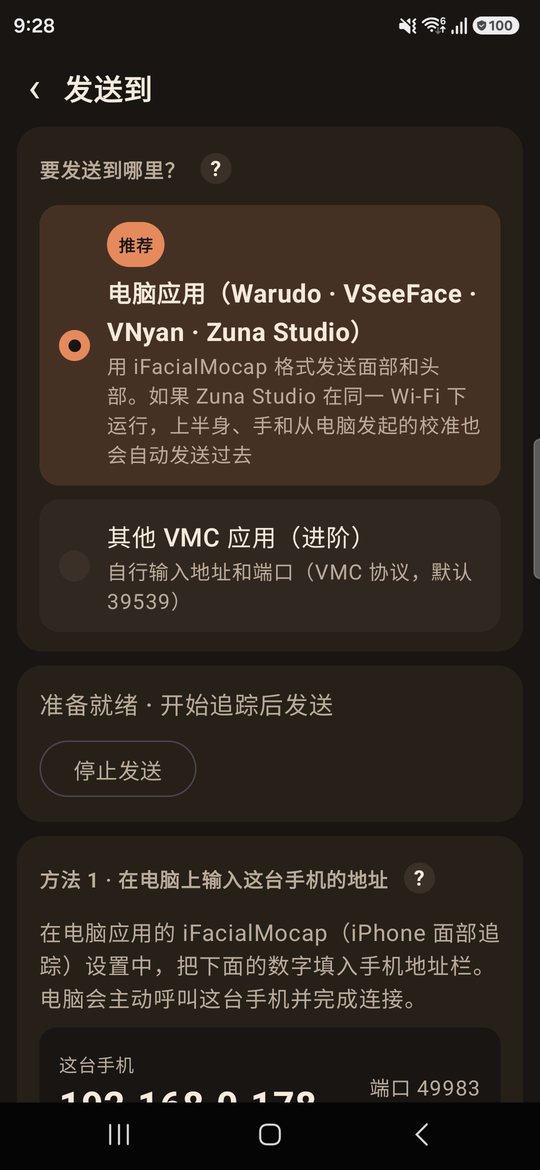 9:28
6
100
发送到
要发送到哪里？
?
推荐
电脑应用（Warudo · VSeeFace ·
VNyan · Zuna Studio）
用 iFacialMocap 格式发送面部和头
部。如果 Zuna Studio 在同一 Wi-Fi 下
运行，上半身、手和从电脑发起的校准也
会自动发送过去
其他 VMC 应用（进阶）
自行输入地址和端口（VMC 协议，默认
39539）
准备就绪 · 开始追踪后发送
停止发送
方法 1 · 在电脑上输入这台手机的地址
?
在电脑应用的 iFacialMocap（iPhone 面部追
踪）设置中，把下面的数字填入手机地址栏。
电脑会主动呼叫这台手机并完成连接。
这台手机
192.168.0.178
端口 49983